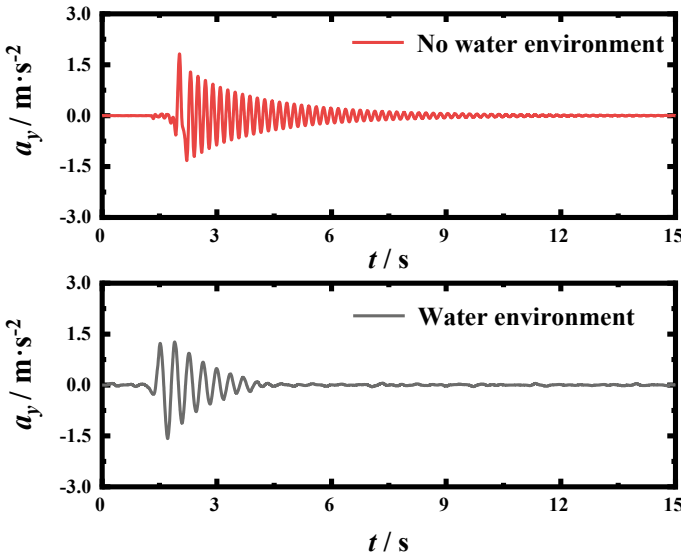 3.0
No water environment
1.5
0.0
-1.5
-3.0
a_y / m·s⁻²
0 3 6 9 12 15
t / s
3.0
Water environment
1.5
0.0
-1.5
-3.0
a_y / m·s⁻²
0 3 6 9 12 15
t / s